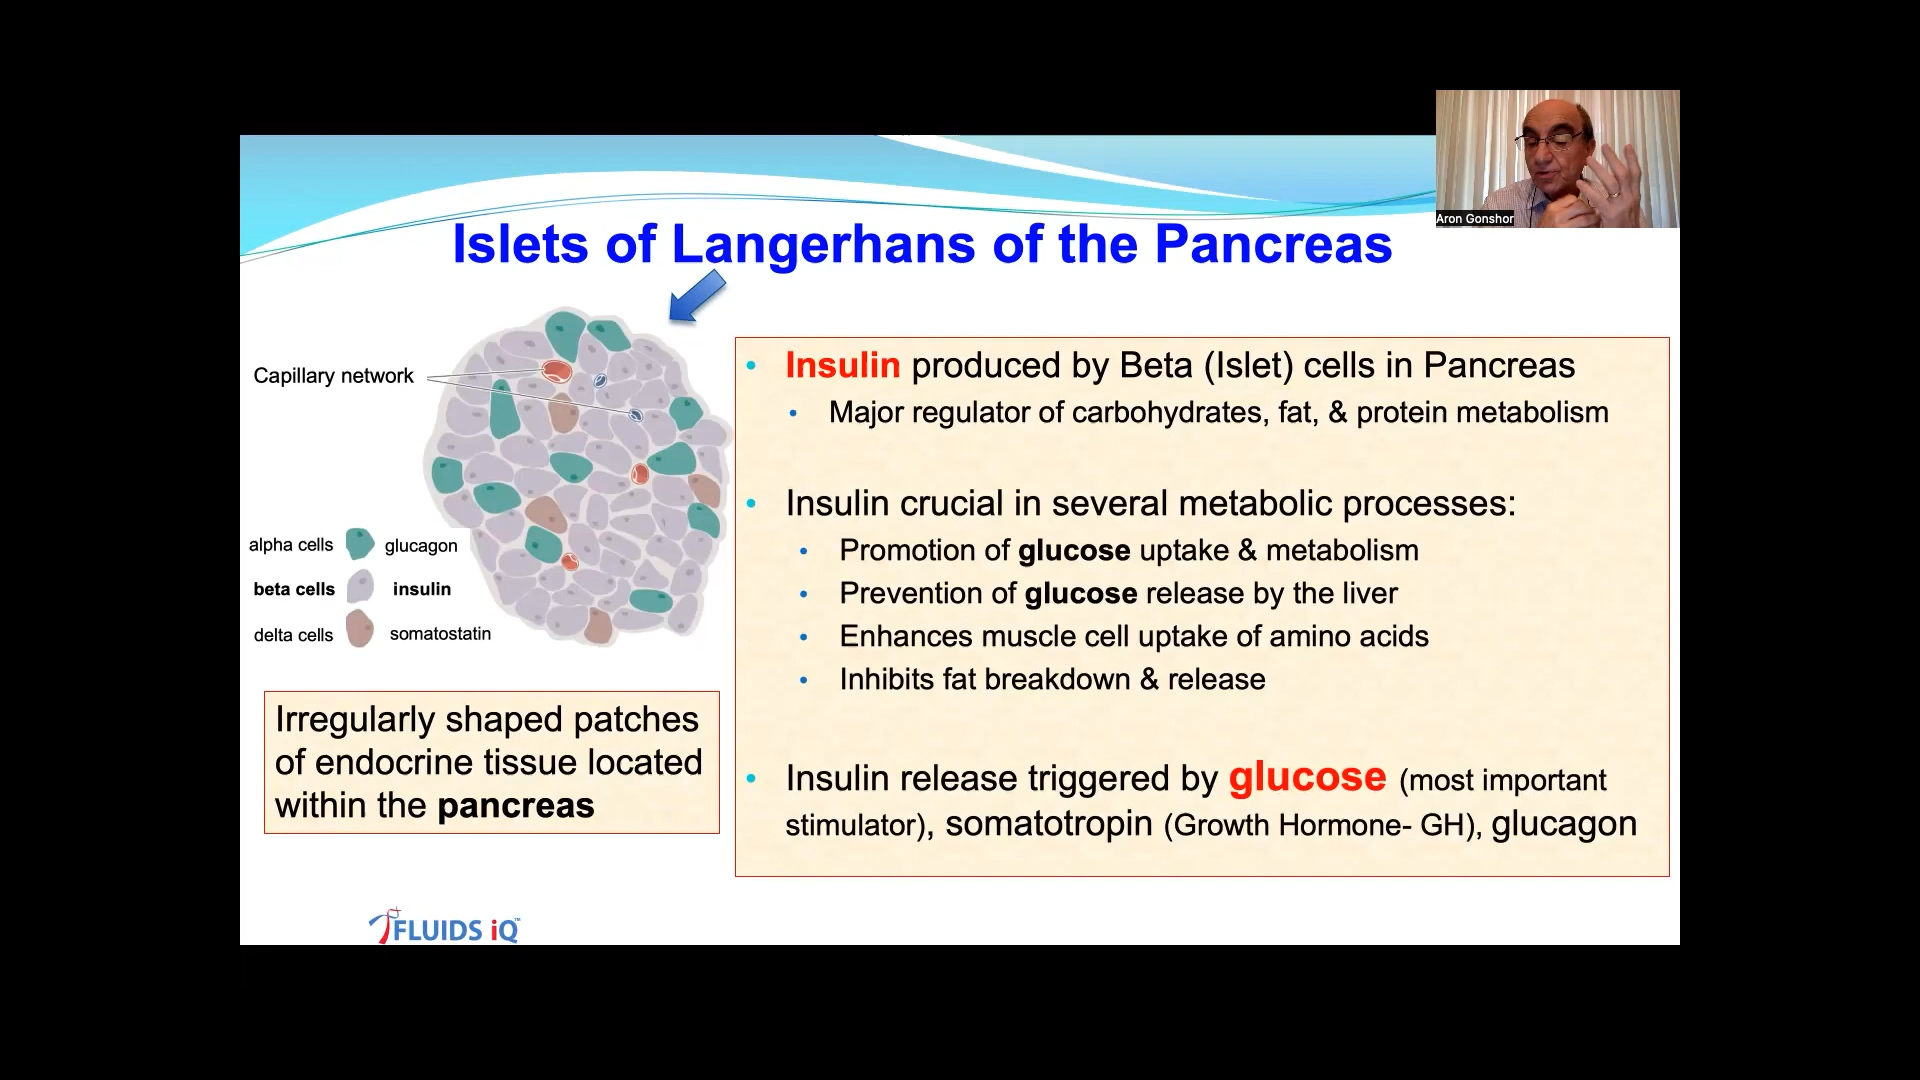 Aron Gonshor
Islets of Langerhans of the Pancreas
Capillary network
alpha cells glucagon
beta cells insulin
delta cells somatostatin
Irregularly shaped patches
of endocrine tissue located
within the pancreas
• Insulin produced by Beta (Islet) cells in Pancreas
• Major regulator of carbohydrates, fat, & protein metabolism
• Insulin crucial in several metabolic processes:
• Promotion of glucose uptake & metabolism
• Prevention of glucose release by the liver
• Enhances muscle cell uptake of amino acids
• Inhibits fat breakdown & release
• Insulin release triggered by glucose (most important
stimulator), somatotropin (Growth Hormone- GH), glucagon
FLUIDS iQ™